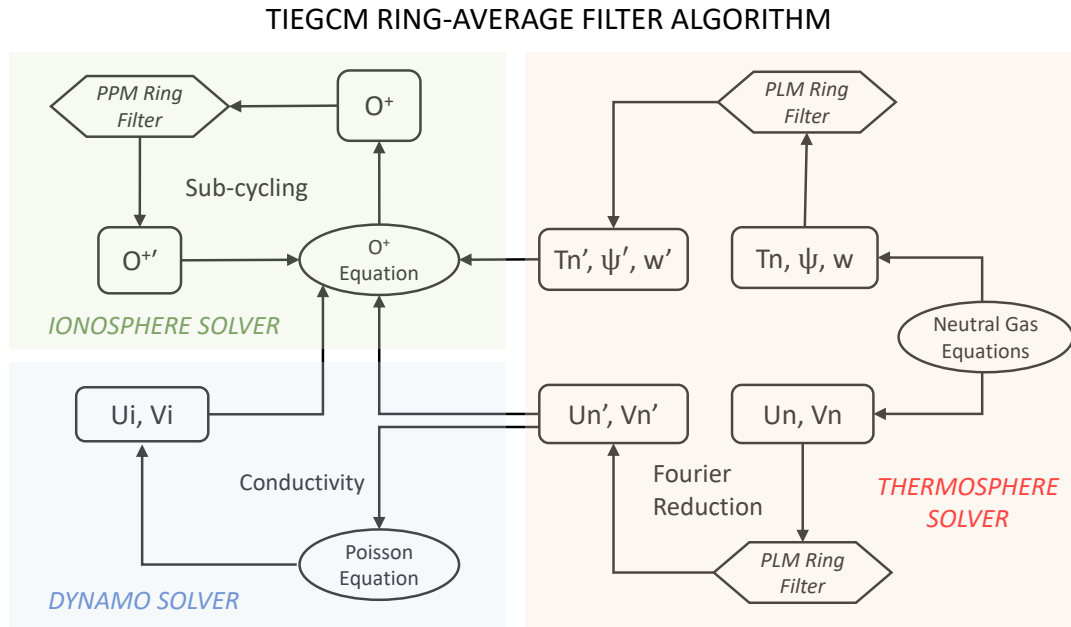 TIEGCM RING-AVERAGE FILTER ALGORITHM
PPM Ring
Filter
O⁺
Sub-cycling
O⁺′
O⁺
Equation
IONOSPHERE SOLVER
PLM Ring
Filter
Tn′, ψ′, w′
Tn, ψ, w
Neutral Gas
Equations
Ui, Vi
Conductivity
Poisson
Equation
DYNAMO SOLVER
Un′, Vn′
Un, Vn
Fourier
Reduction
THERMOSPHERE
SOLVER
PLM Ring
Filter